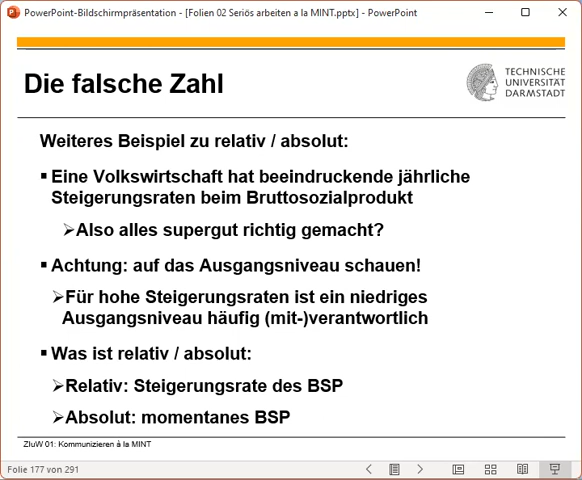 PowerPoint-Bildschirmpräsentation - [Folien 02 Seriös arbeiten a la MINT.pptx] - PowerPoint
Die falsche Zahl
TECHNISCHE
UNIVERSITÄT
DARMSTADT
Weiteres Beispiel zu relativ / absolut:
▪ Eine Volkswirtschaft hat beeindruckende jährliche
Steigerungsraten beim Bruttosozialprodukt
➢Also alles supergut richtig gemacht?
▪ Achtung: auf das Ausgangsniveau schauen!
➢Für hohe Steigerungsraten ist ein niedriges
Ausgangsniveau häufig (mit-)verantwortlich
▪ Was ist relativ / absolut:
➢Relativ: Steigerungsrate des BSP
➢Absolut: momentanes BSP
ZIuW 01: Kommunizieren à la MINT
Folie 177 von 291